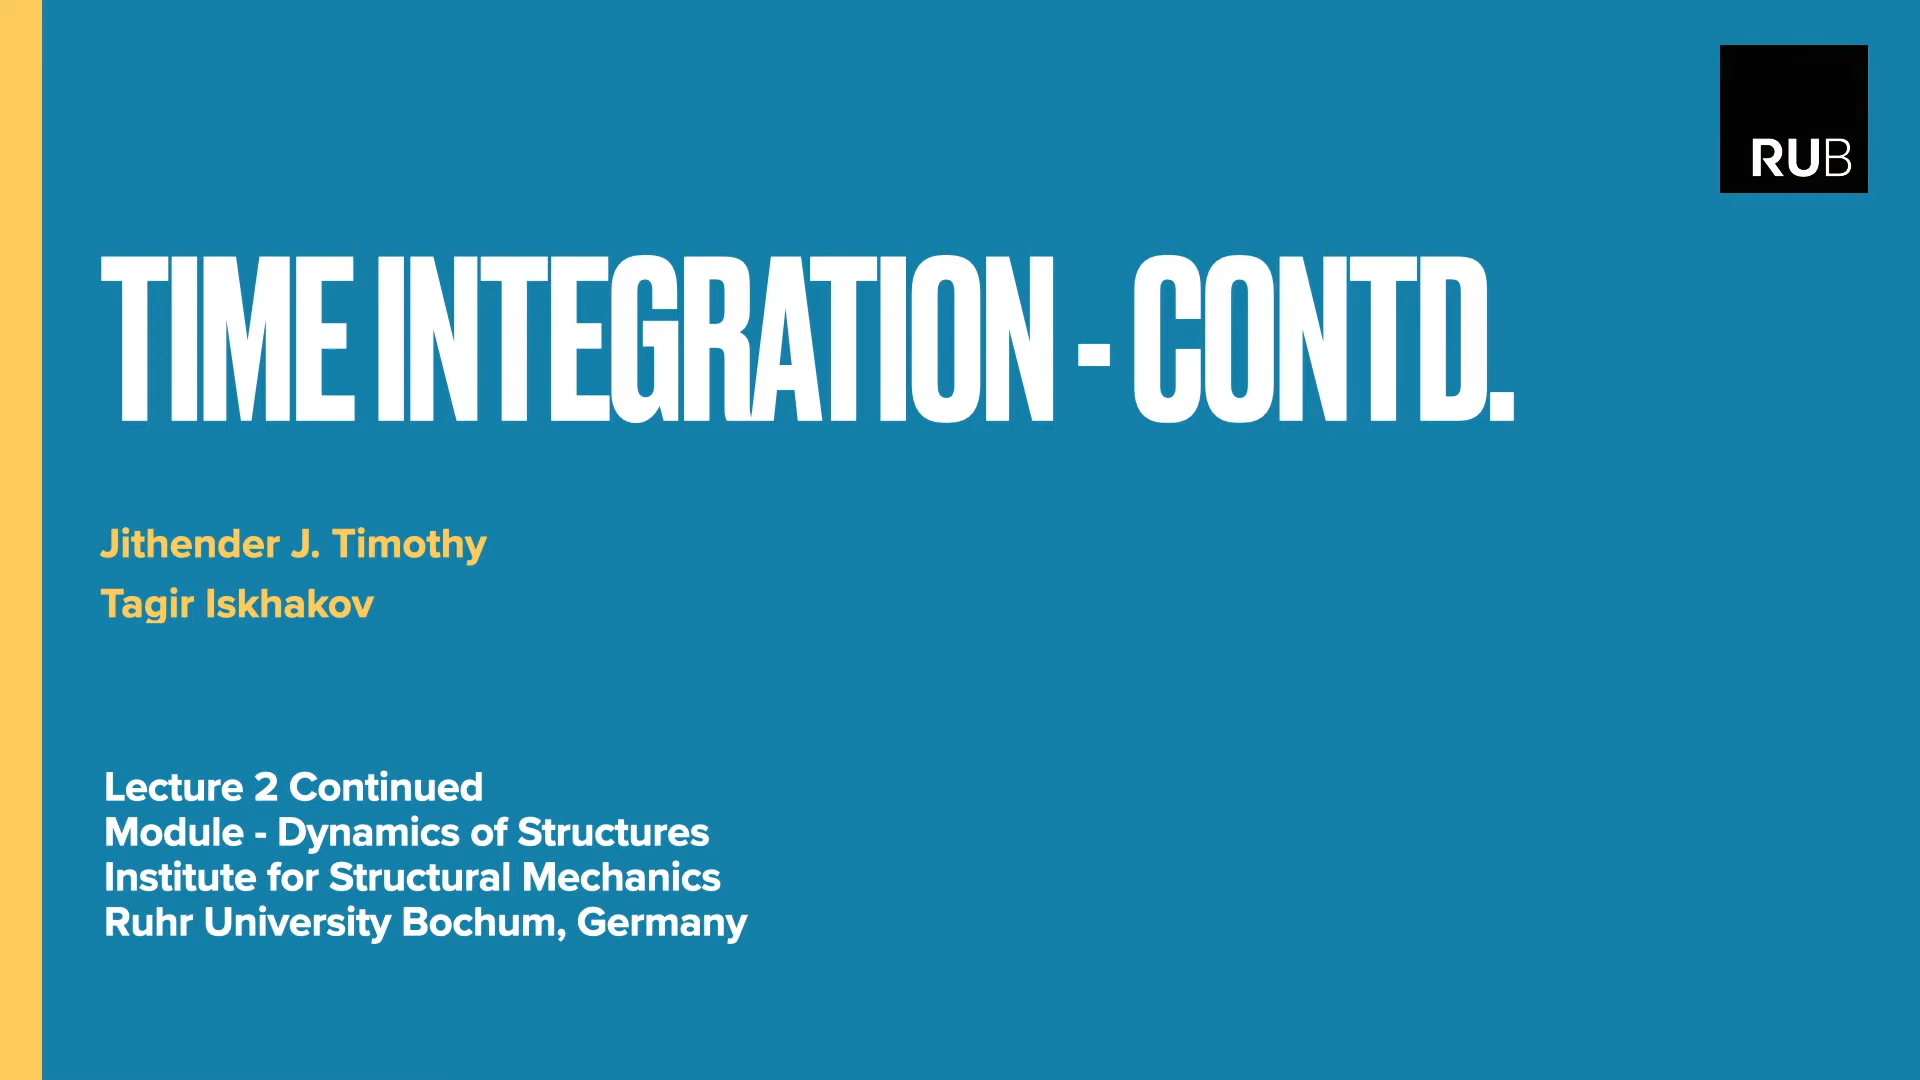 RUB
TIME INTEGRATION - CONTD.
Jithender J. Timothy
Tagir Iskhakov
Lecture 2 Continued
Module - Dynamics of Structures
Institute for Structural Mechanics
Ruhr University Bochum, Germany